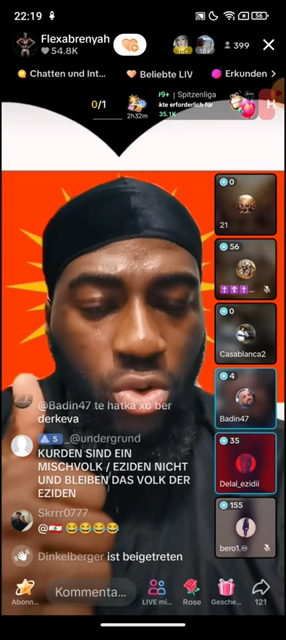 22:19
56
Flexabrenyah
54.8K
399
Chatten und Int...
Beliebte LIV
Erkunden
0/1
2h32m
99+ | Spitzenliga
kte erforderlich für
35.1K
H
0
21
56
0
Casablanca2
4
Badin47
35
Delal_ezidii
155
bero1.♾
@Badin47 te hatka xb ber
derkeva
5 _@undergrund
KURDEN SIND EIN
MISCHVOLK / EZIDEN NICHT
UND BLEIBEN DAS VOLK DER
EZIDEN
Skrrr0777
@🇱🇧 😂😂😂😂
Dinkelberger ist beigetreten
Abonn...
Kommenta...
LIVE mi...
Rose
Gesche...
121